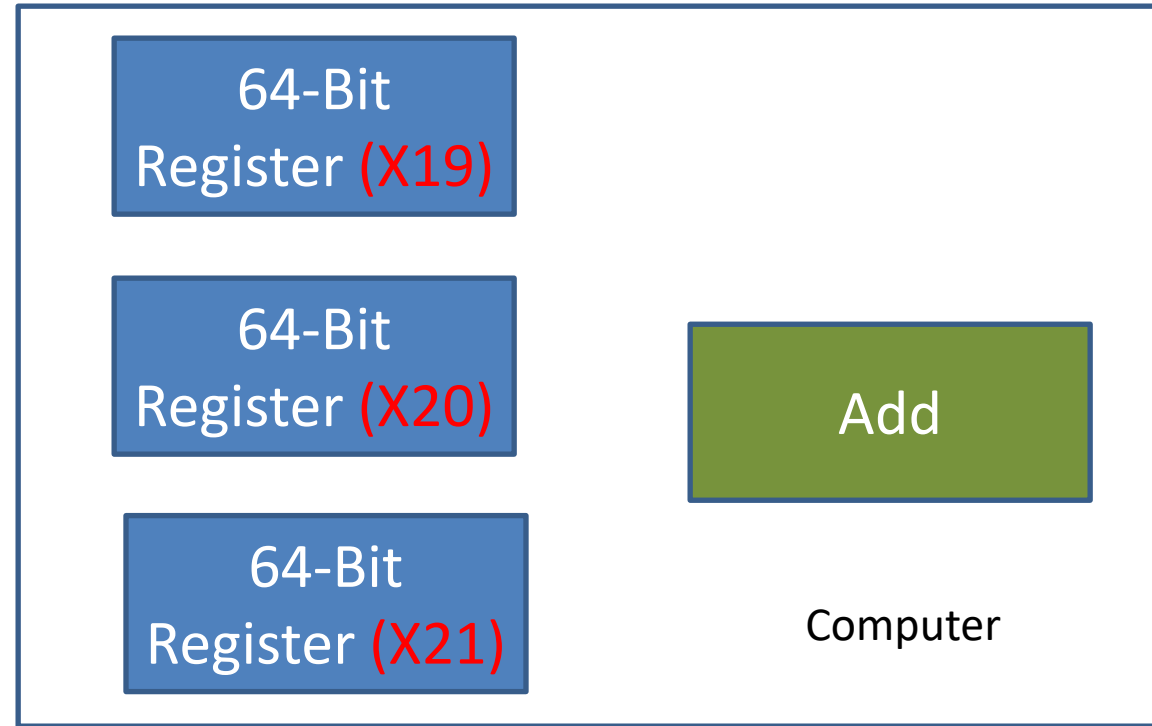 64-Bit
Register (X19)
64-Bit
Register (X20)
Add
64-Bit
Register (X21)
Computer